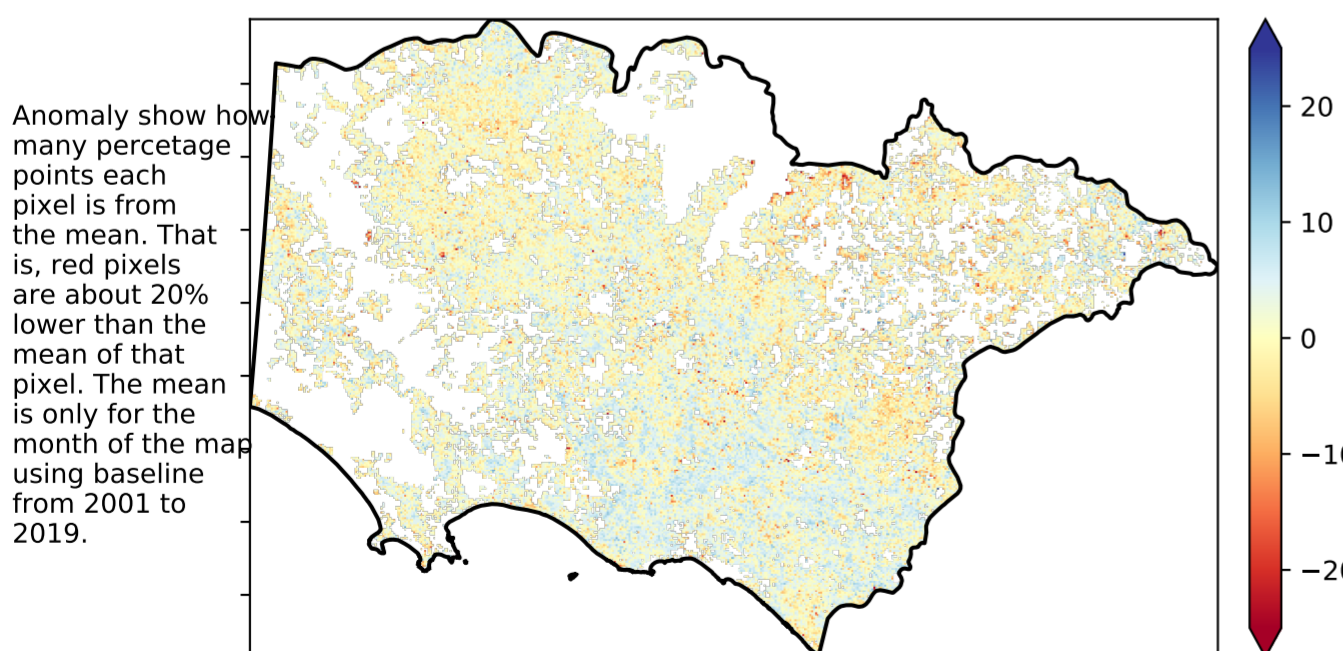 Anomaly show how
many percetage
points each
pixel is from
the mean. That
is, red pixels
are about 20%
lower than the
mean of that
pixel. The mean
is only for the
month of the map
using baseline
from 2001 to
2019.
20
10
0
−10
−20